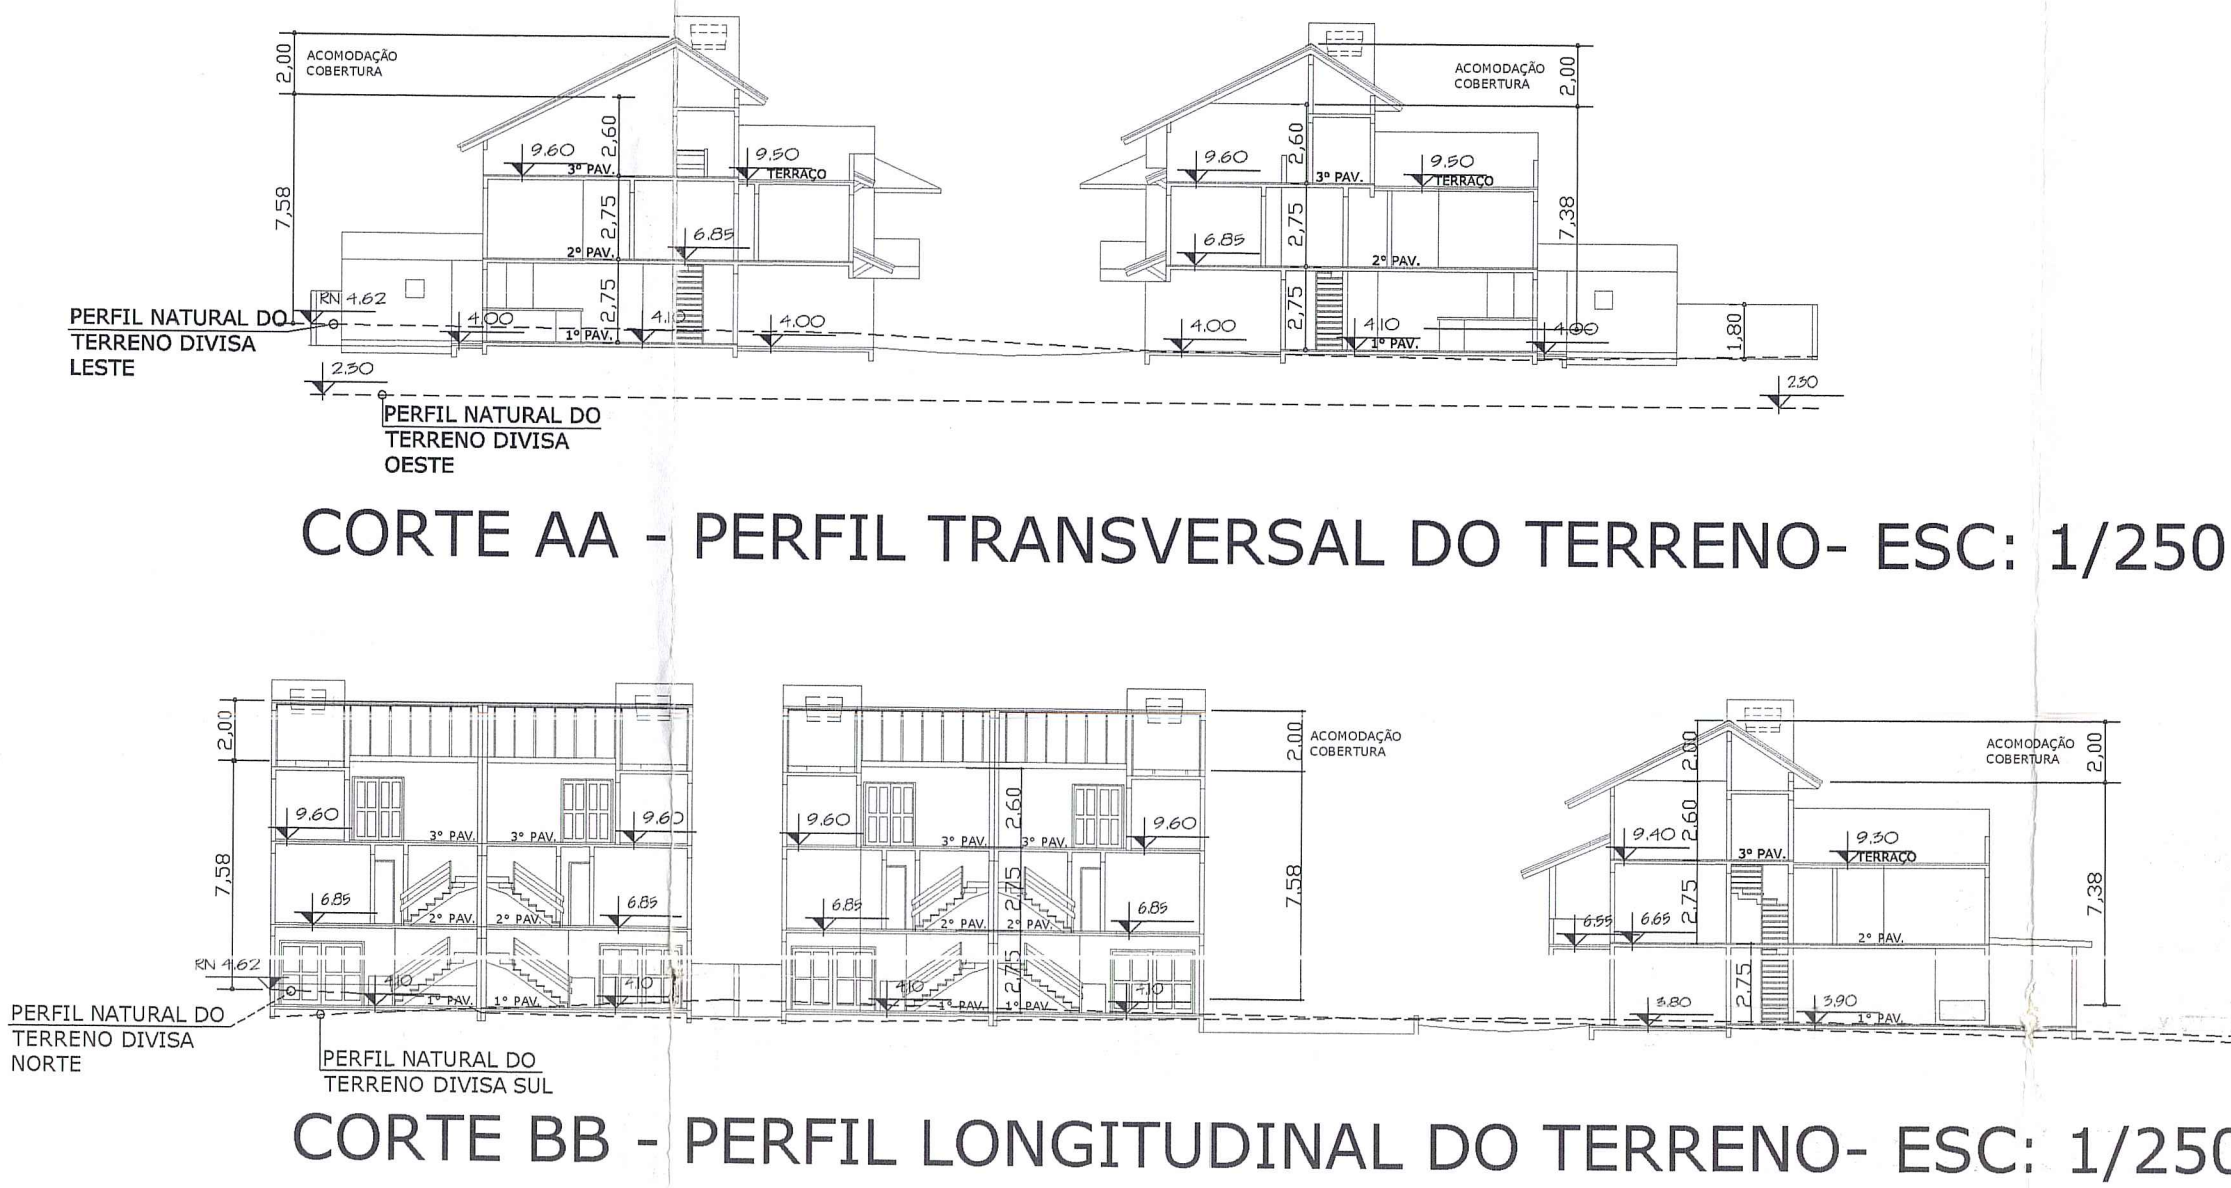 2,00
ACOMODAÇÃO
COBERTURA
7,58
2,60
9.60
3º PAV.
9.50
TERRAÇO
2,75
6.85
2º PAV.
RN 4.62
2,75
4.00
1º PAV.
4.10
4.00
PERFIL NATURAL DO
TERRENO DIVISA
LESTE
2.30
PERFIL NATURAL DO
TERRENO DIVISA
OESTE
ACOMODAÇÃO
COBERTURA
2,00
2,60
9.60
3º PAV.
9.50
TERRAÇO
2,75
7,38
6.85
2º PAV.
2,75
4.00
4.10
1º PAV.
4.00
1,80
2.30
CORTE AA - PERFIL TRANSVERSAL DO TERRENO- ESC: 1/250
2,00
7,58
9.60
3º PAV.
3º PAV.
9.60
6.85
2º PAV.
2º PAV.
6.85
RN 4.62
4.10
1º PAV.
1º PAV.
4.10
PERFIL NATURAL DO
TERRENO DIVISA
NORTE
PERFIL NATURAL DO
TERRENO DIVISA SUL
2,00
ACOMODAÇÃO
COBERTURA
9.60
3º PAV.
2,60
3º PAV.
9.60
7,58
6.85
2º PAV.
2,75
2º PAV.
6.85
4.10
1º PAV.
2,75
1º PAV.
4.10
2,00
ACOMODAÇÃO
COBERTURA
2,00
2,60
9.40
3º PAV.
9.30
TERRAÇO
2,75
7,38
6.55
6.65
2º PAV.
2,75
3.80
3.90
1º PAV.
CORTE BB - PERFIL LONGITUDINAL DO TERRENO- ESC: 1/250